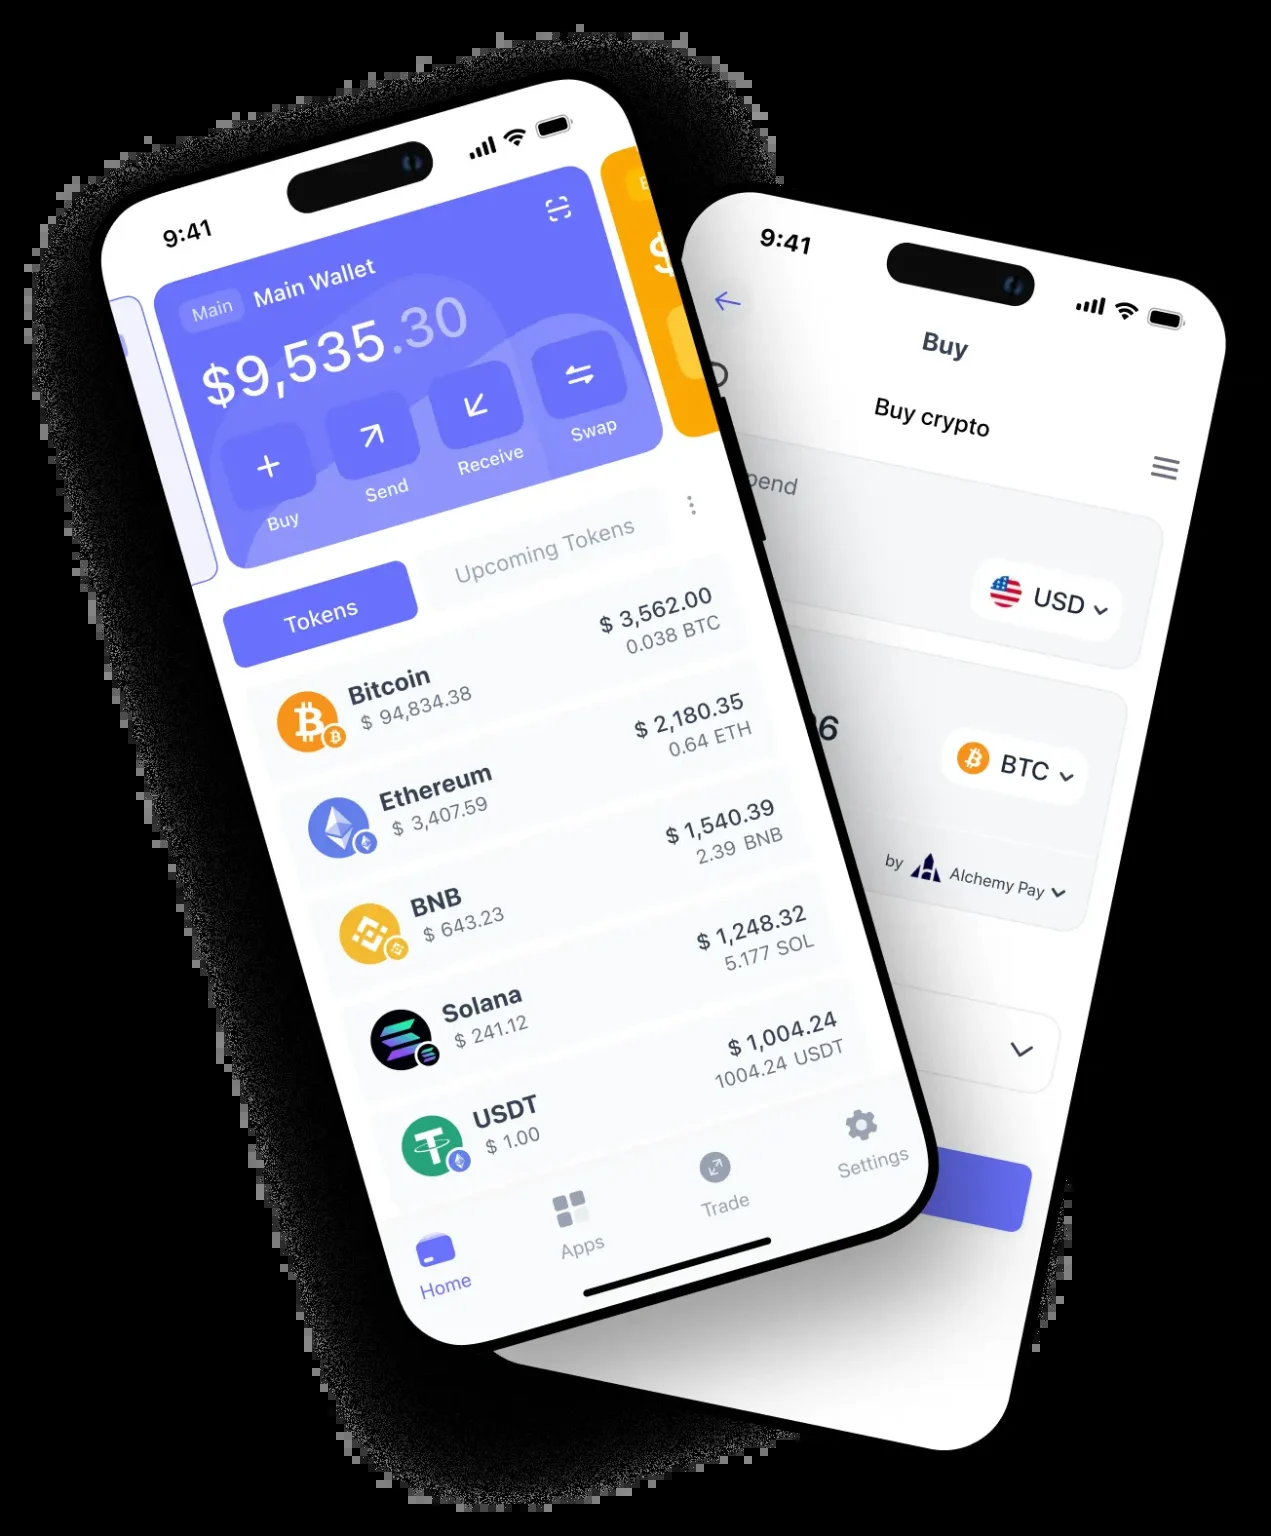 9:41
Main
Main Wallet
$9,535.30
Buy
Send
Receive
Swap
Tokens
Upcoming Tokens
Bitcoin
$ 94,834.38
$ 3,562.00
0.038 BTC
Ethereum
$ 3,407.59
$ 2,180.35
0.64 ETH
BNB
$ 643.23
$ 1,540.39
2.39 BNB
Solana
$ 241.12
$ 1,248.32
5.177 SOL
USDT
$ 1.00
$ 1,004.24
1004.24 USDT
Home
Apps
Trade
Settings
$
9:41
Buy
Buy crypto
USD
6
BTC
by Alchemy Pay